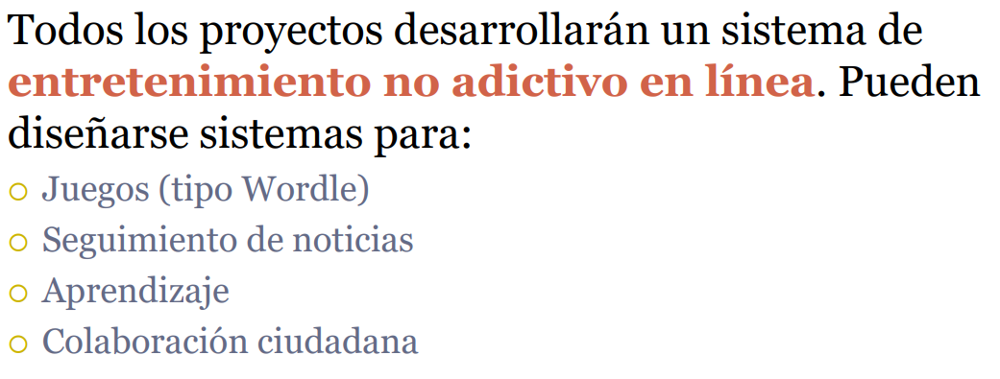 Todos los proyectos desarrollarán un sistema de
entretenimiento no adictivo en línea. Pueden
diseñarse sistemas para:
Juegos (tipo Wordle)
Seguimiento de noticias
Aprendizaje
Colaboración ciudadana